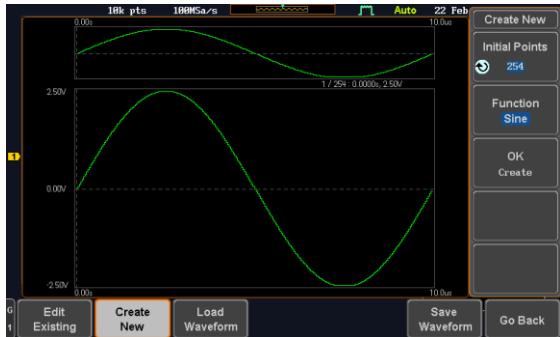 10k pts 100MSa/s Auto 22 Feb
Create New
0.00s 10.0us
Initial Points
254
1 / 254 : 0.0000s, 2.50V
2.50V
Function
Sine
1
OK
Create
0.00V
-2.50V
0.00s 10.0us
G
1
Edit
Existing
Create
New
Load
Waveform
Save
Waveform
Go Back